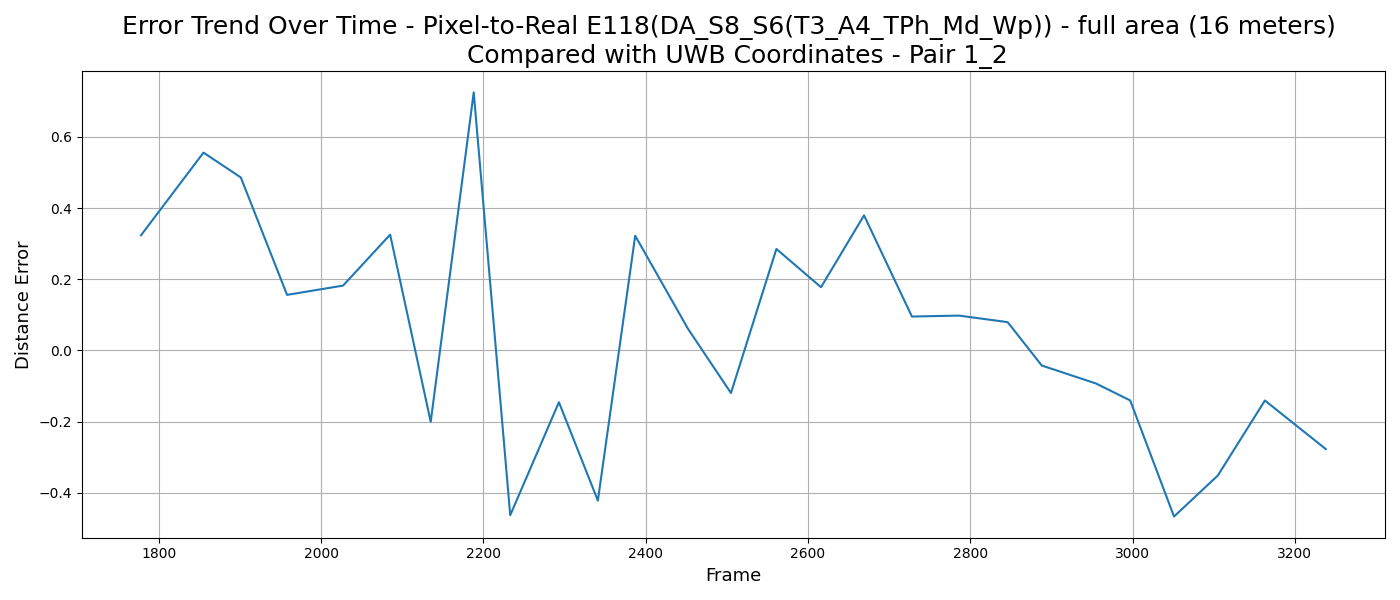 Error Trend Over Time - Pixel-to-Real E118(DA_S8_S6(T3_A4_TPh_Md_Wp)) - full area (16 meters)
Compared with UWB Coordinates - Pair 1_2
Distance Error
0.6
0.4
0.2
0.0
−0.2
−0.4
1800 2000 2200 2400 2600 2800 3000 3200
Frame